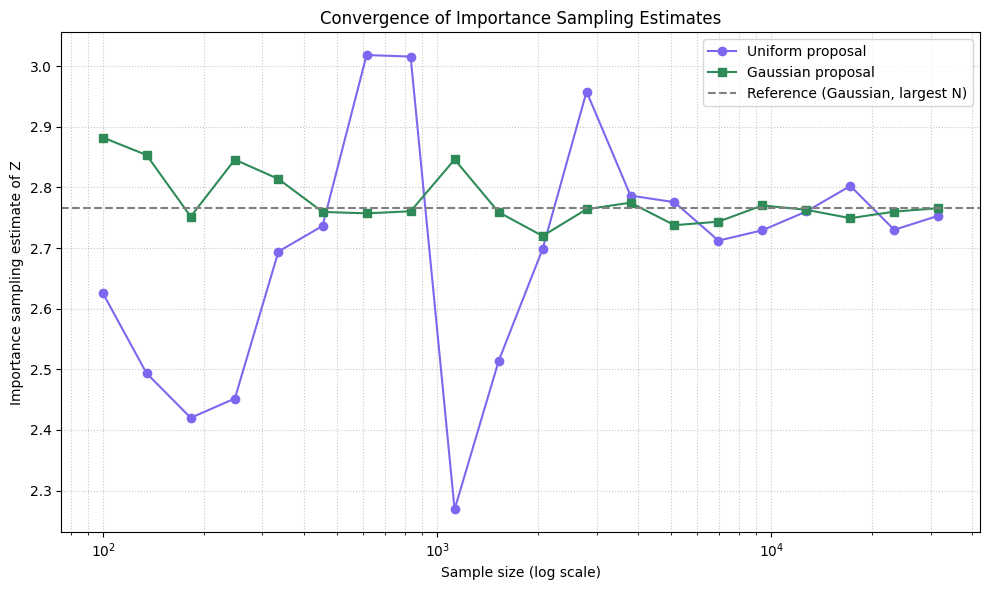 Convergence of Importance Sampling Estimates
Uniform proposal
Gaussian proposal
Reference (Gaussian, largest N)
Importance sampling estimate of Z
3.0
2.9
2.8
2.7
2.6
2.5
2.4
2.3
10²
10³
10⁴
Sample size (log scale)